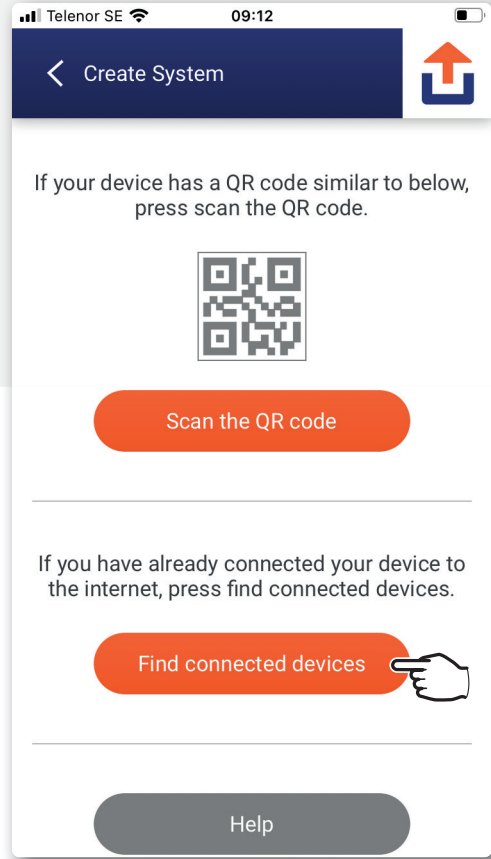 Telenor SE 09:12
Create System
If your device has a QR code similar to below,
press scan the QR code.
Scan the QR code
If you have already connected your device to
the internet, press find connected devices.
Find connected devices
Help